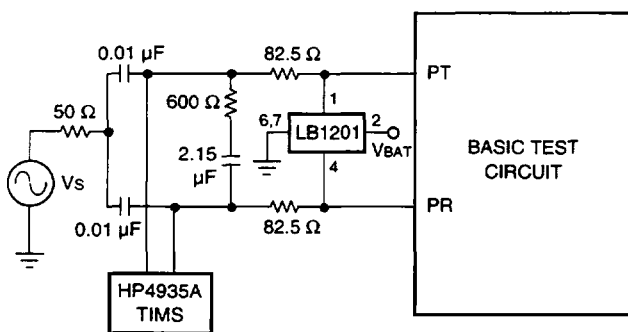 0.01 µF
82.5 Ω
PT
50 Ω
600 Ω
1
6,7
LB1201
2
VBAT
BASIC TEST
CIRCUIT
2.15
µF
4
VS
PR
0.01 µF
82.5 Ω
HP4935A
TIMS